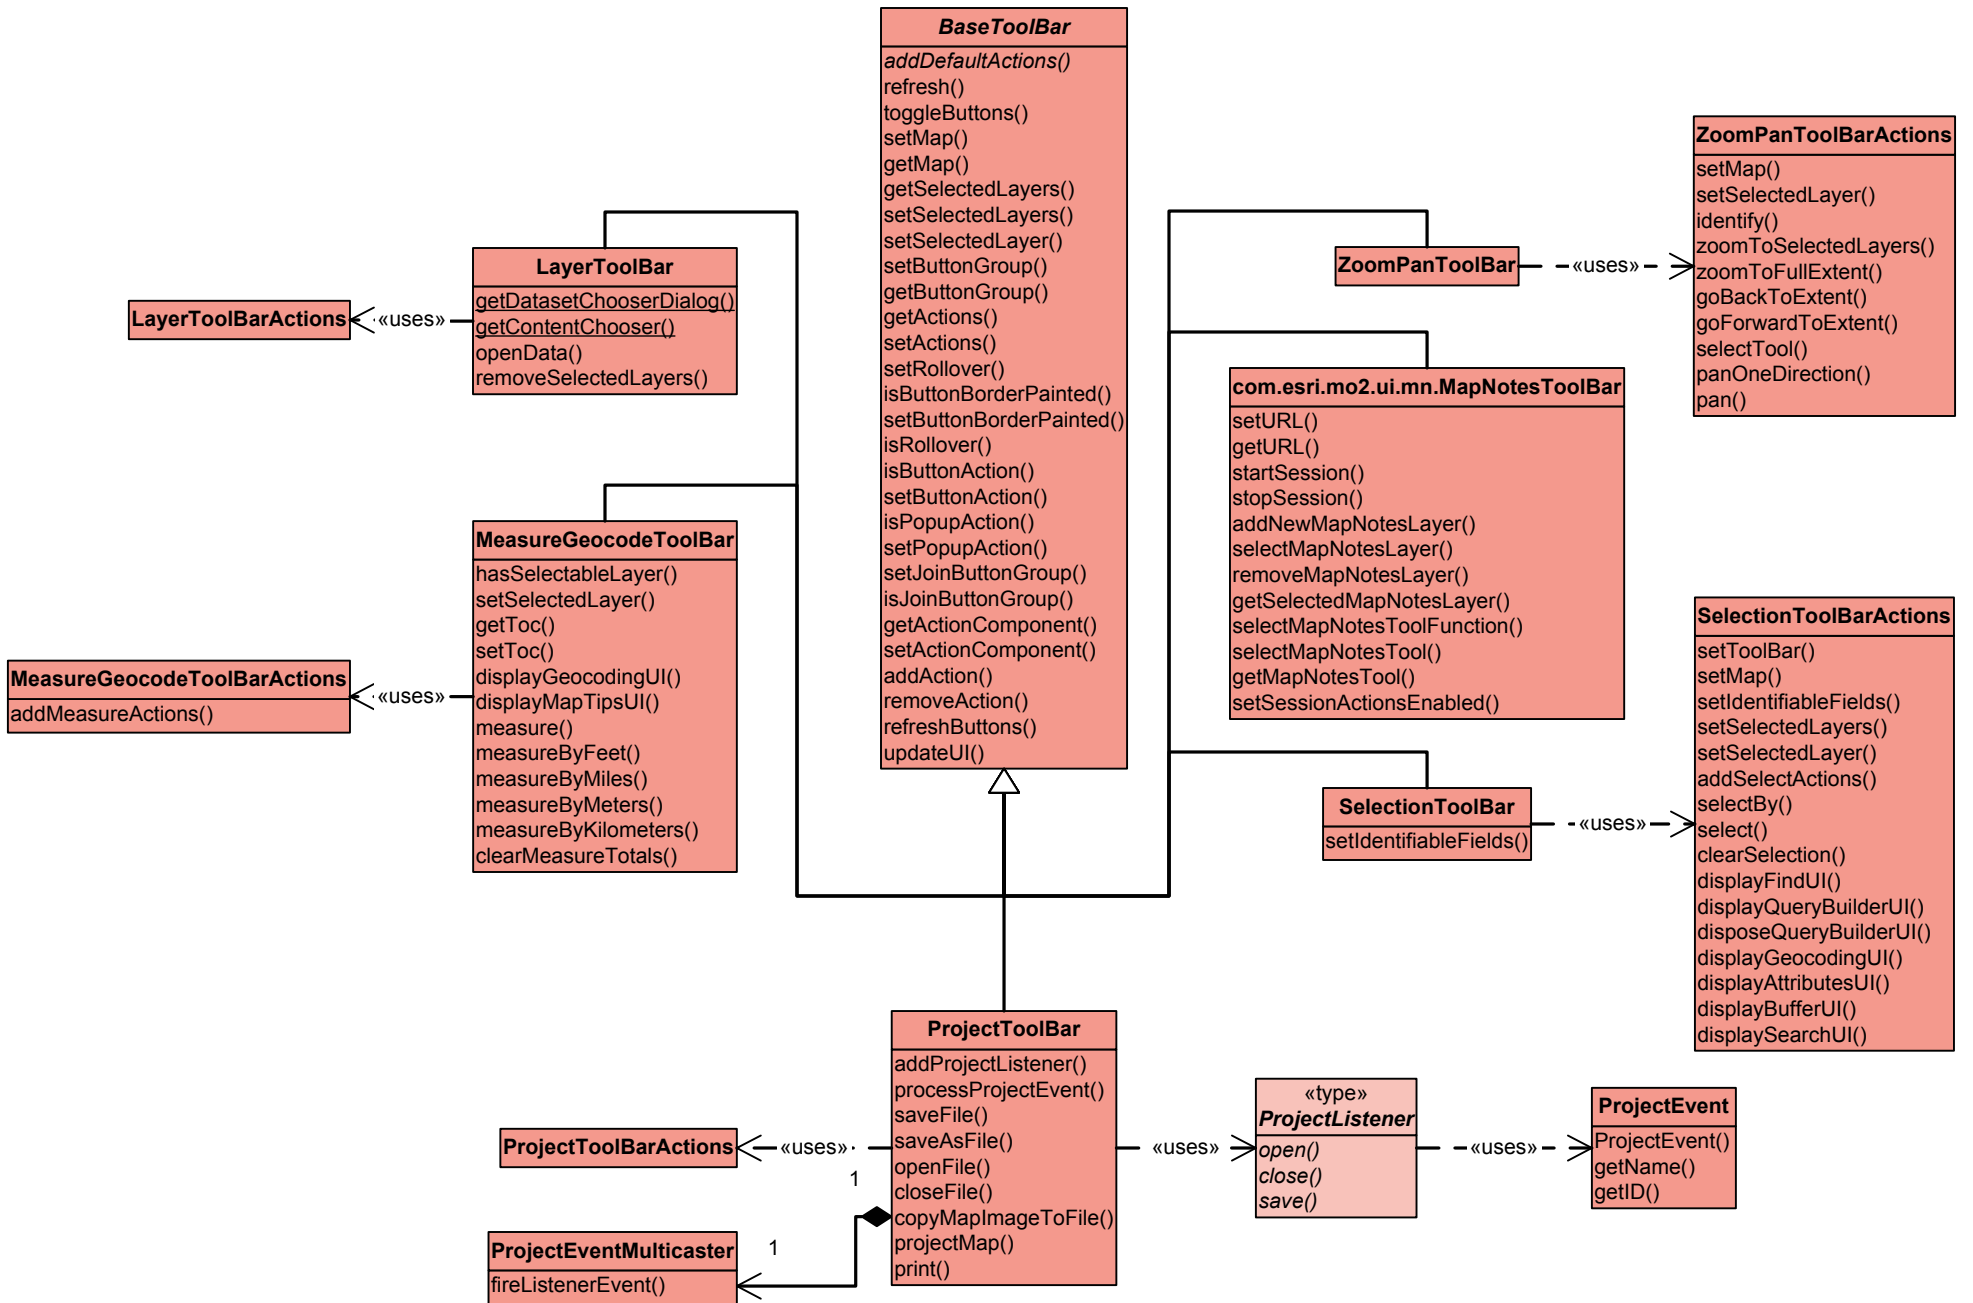 BaseToolBar
addDefaultActions()
refresh()
toggleButtons()
setMap()
getMap()
getSelectedLayers()
setSelectedLayers()
setSelectedLayer()
setButtonGroup()
getButtonGroup()
getActions()
setActions()
setRollover()
isButtonBorderPainted()
setButtonBorderPainted()
isRollover()
isButtonAction()
setButtonAction()
isPopupAction()
setPopupAction()
setJoinButtonGroup()
isJoinButtonGroup()
getActionComponent()
setActionComponent()
addAction()
removeAction()
refreshButtons()
updateUI()
LayerToolBar
getDatasetChooserDialog()
getContentChooser()
openData()
removeSelectedLayers()
«uses»
LayerToolBarActions
MeasureGeocodeToolBar
hasSelectableLayer()
setSelectedLayer()
getToc()
setToc()
displayGeocodingUI()
displayMapTipsUI()
measure()
measureByFeet()
measureByMiles()
measureByMeters()
measureByKilometers()
clearMeasureTotals()
«uses»
MeasureGeocodeToolBarActions
addMeasureActions()
ZoomPanToolBar
«uses»
ZoomPanToolBarActions
setMap()
setSelectedLayer()
identify()
zoomToSelectedLayers()
zoomToFullExtent()
goBackToExtent()
goForwardToExtent()
selectTool()
panOneDirection()
pan()
com.esri.mo2.ui.mn.MapNotesToolBar
setURL()
getURL()
startSession()
stopSession()
addNewMapNotesLayer()
selectMapNotesLayer()
removeMapNotesLayer()
getSelectedMapNotesLayer()
selectMapNotesToolFunction()
selectMapNotesTool()
getMapNotesTool()
setSessionActionsEnabled()
SelectionToolBar
setIdentifiableFields()
«uses»
SelectionToolBarActions
setToolBar()
setMap()
setIdentifiableFields()
setSelectedLayers()
setSelectedLayer()
addSelectActions()
selectBy()
select()
clearSelection()
displayFindUI()
displayQueryBuilderUI()
disposeQueryBuilderUI()
displayGeocodingUI()
displayAttributesUI()
displayBufferUI()
displaySearchUI()
ProjectToolBar
addProjectListener()
processProjectEvent()
saveFile()
saveAsFile()
openFile()
closeFile()
copyMapImageToFile()
projectMap()
print()
«uses»
ProjectToolBarActions
1
1
ProjectEventMulticaster
fireListenerEvent()
«uses»
«type»
ProjectListener
open()
close()
save()
«uses»
ProjectEvent
ProjectEvent()
getName()
getID()